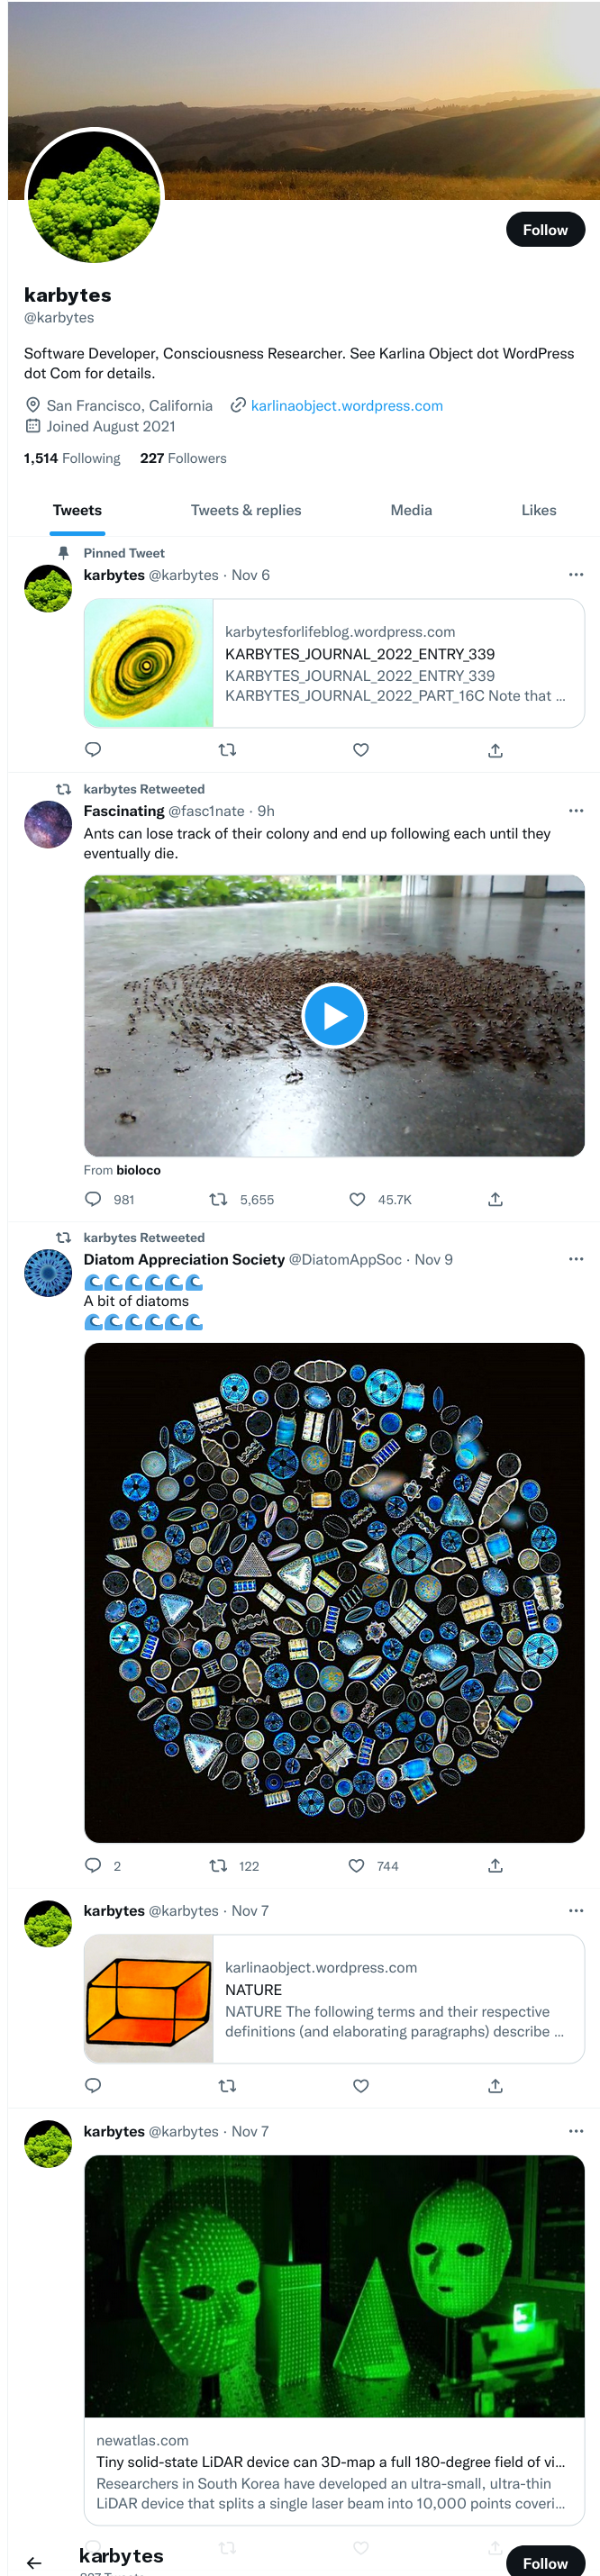 Follow
karbytes
@karbytes
Software Developer, Consciousness Researcher. See Karlina Object dot WordPress
dot Com for details.
San Francisco, California karlinaobject.wordpress.com
Joined August 2021
1,514 Following 227 Followers
Tweets Tweets & replies Media Likes
Pinned Tweet
karbytes @karbytes · Nov 6
karbytesforlifeblog.wordpress.com
KARBYTES_JOURNAL_2022_ENTRY_339
KARBYTES_JOURNAL_2022_ENTRY_339
KARBYTES_JOURNAL_2022_PART_16C Note that ...
karbytes Retweeted
Fascinating @fasc1nate · 9h
Ants can lose track of their colony and end up following each until they
eventually die.
From bioloco
981 5,655 45.7K
karbytes Retweeted
Diatom Appreciation Society @DiatomAppSoc · Nov 9
🌊🌊🌊🌊🌊🌊
A bit of diatoms
🌊🌊🌊🌊🌊🌊
2 122 744
karbytes @karbytes · Nov 7
karlinaobject.wordpress.com
NATURE
NATURE The following terms and their respective
definitions (and elaborating paragraphs) describe ...
karbytes @karbytes · Nov 7
newatlas.com
Tiny solid-state LiDAR device can 3D-map a full 180-degree field of vi...
Researchers in South Korea have developed an ultra-small, ultra-thin
LiDAR device that splits a single laser beam into 10,000 points coveri...
karbytes
Follow